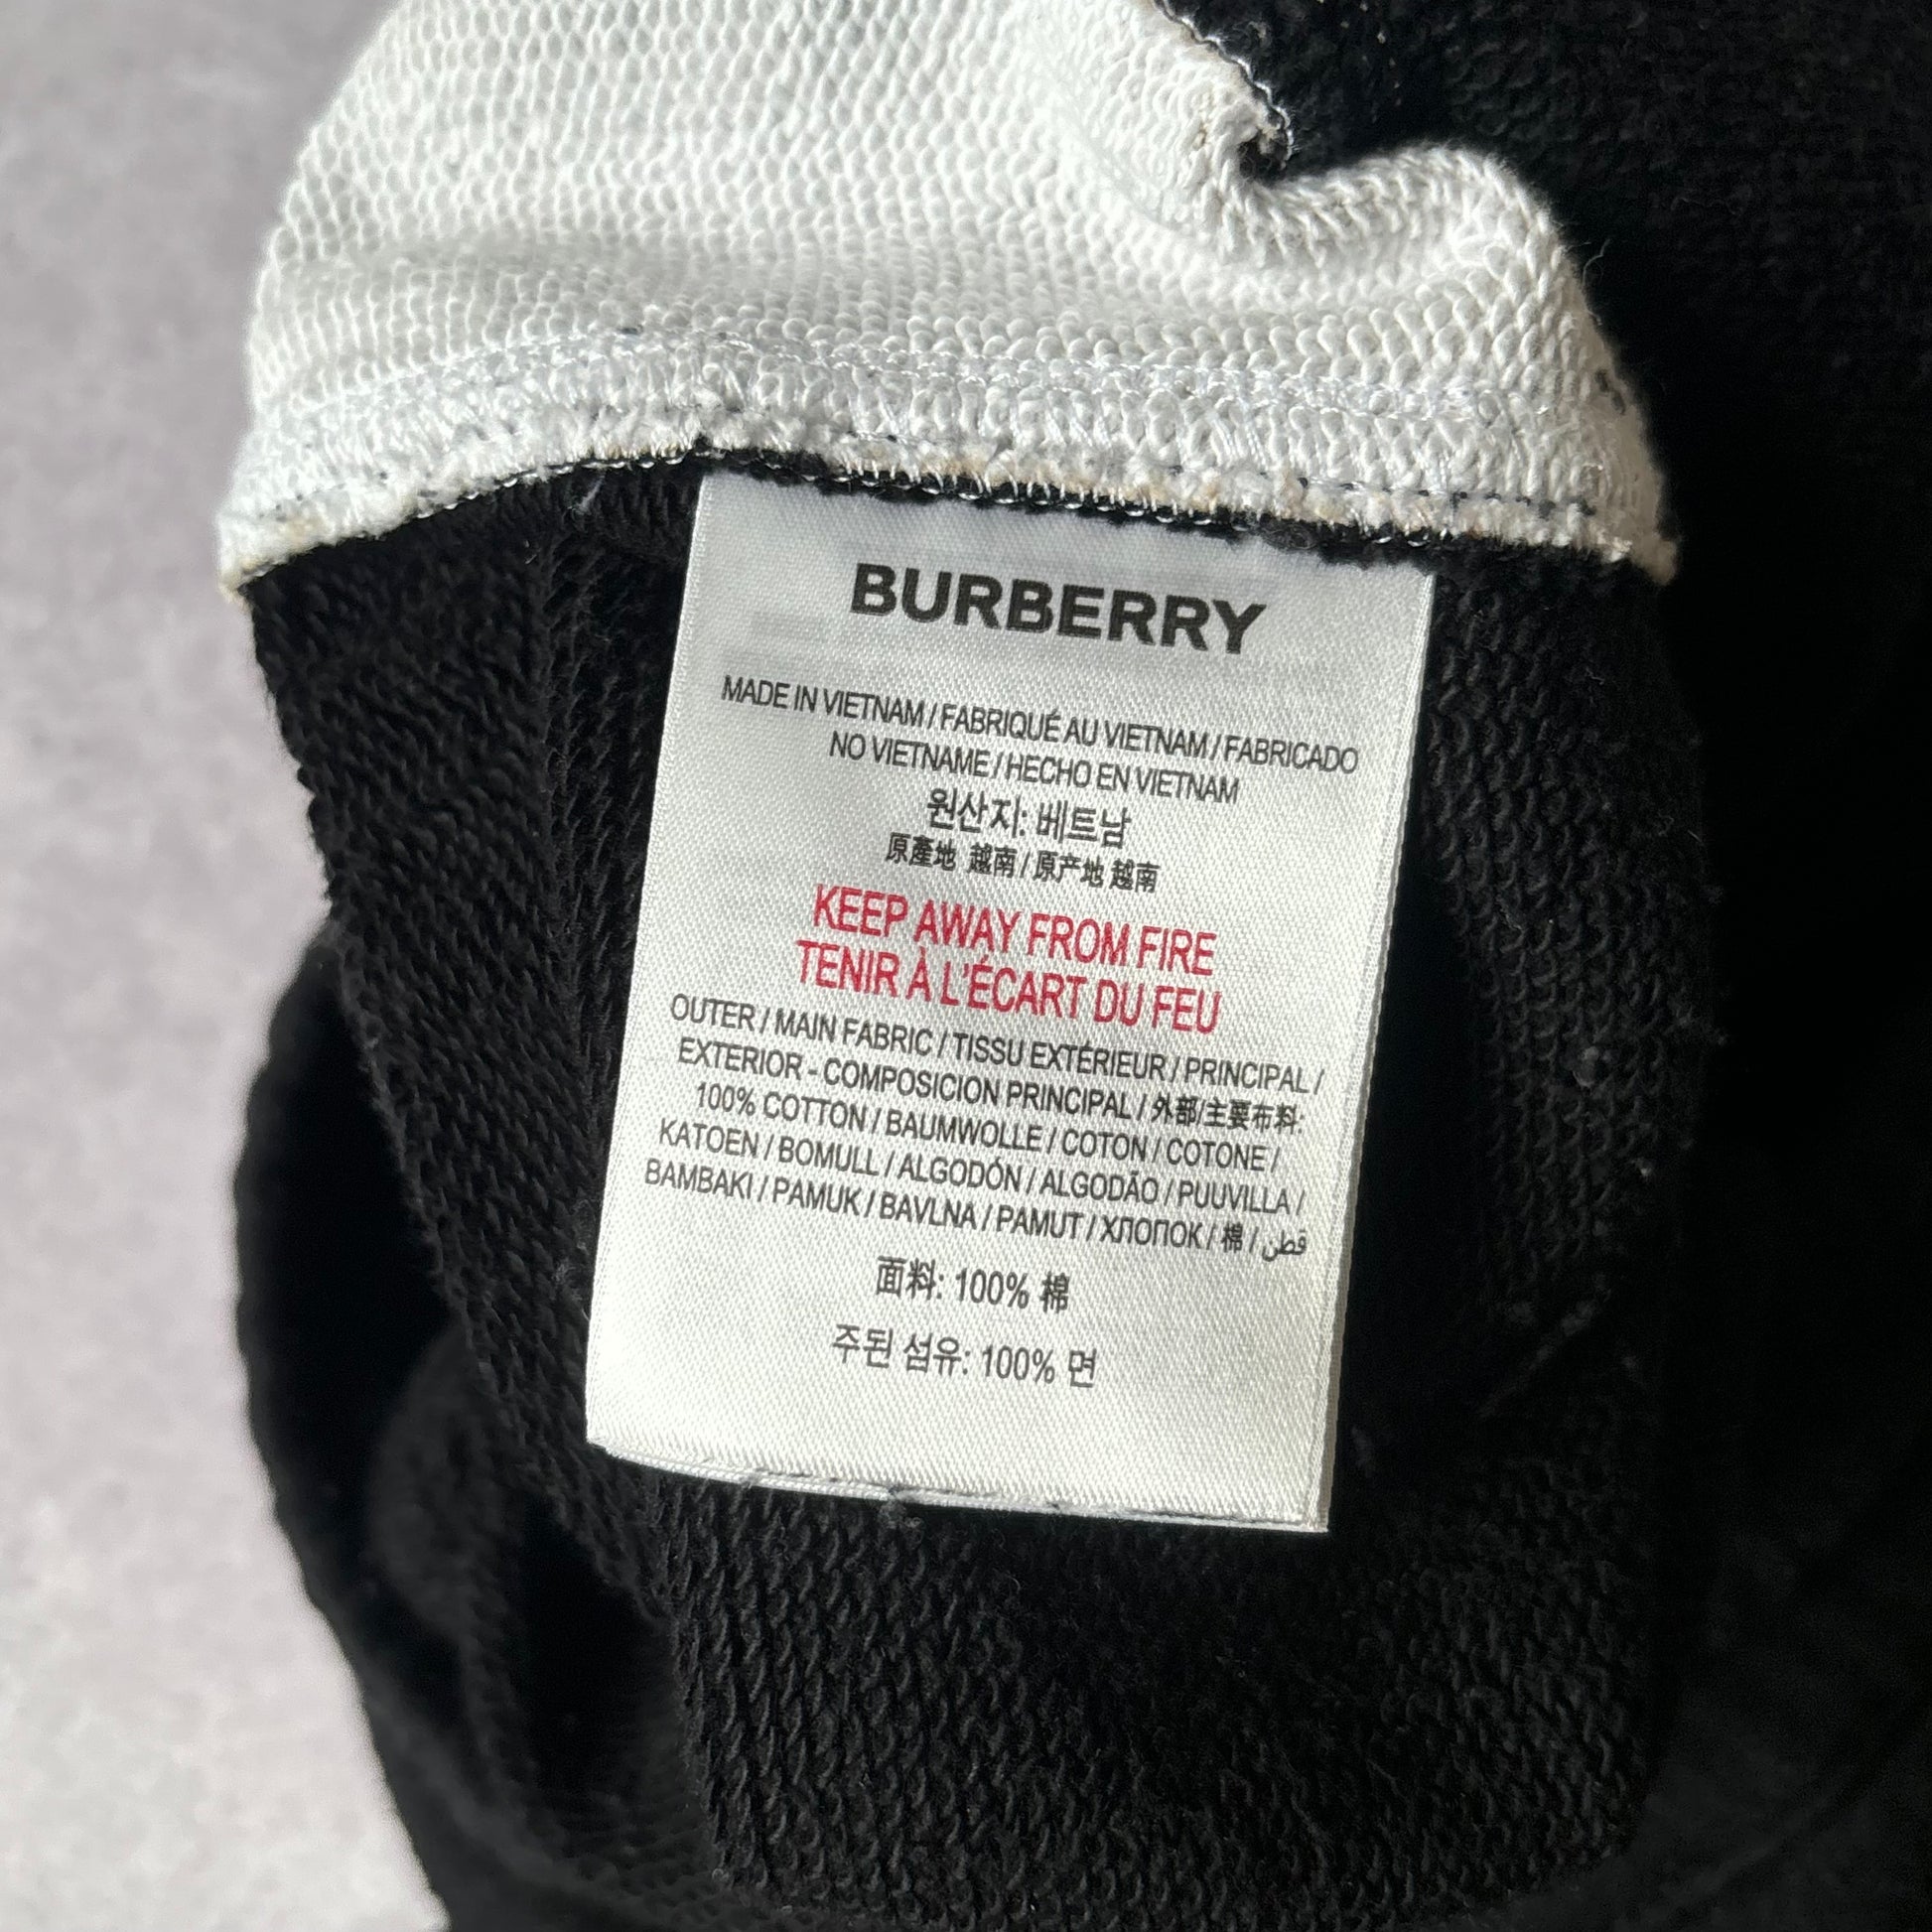 BURBERRY
MADE IN VIETNAM / FABRIQUÉ AU VIETNAM / FABRICADO
NO VIETNAME / HECHO EN VIETNAM
원산지: 베트남
原產地 越南 / 原产地 越南
KEEP AWAY FROM FIRE
TENIR À L'ÉCART DU FEU
OUTER / MAIN FABRIC / TISSU EXTÉRIEUR / PRINCIPAL /
EXTERIOR - COMPOSICION PRINCIPAL / 外部/主要布料:
100% COTTON / BAUMWOLLE / COTON / COTONE /
KATOEN / BOMULL / ALGODÓN / ALGODÃO / PUUVILLA /
BAMBAKI / PAMUK / BAVLNA / PAMUT / ХЛОПОК / 棉 / قطن
面料: 100% 棉
주된 섬유: 100% 면